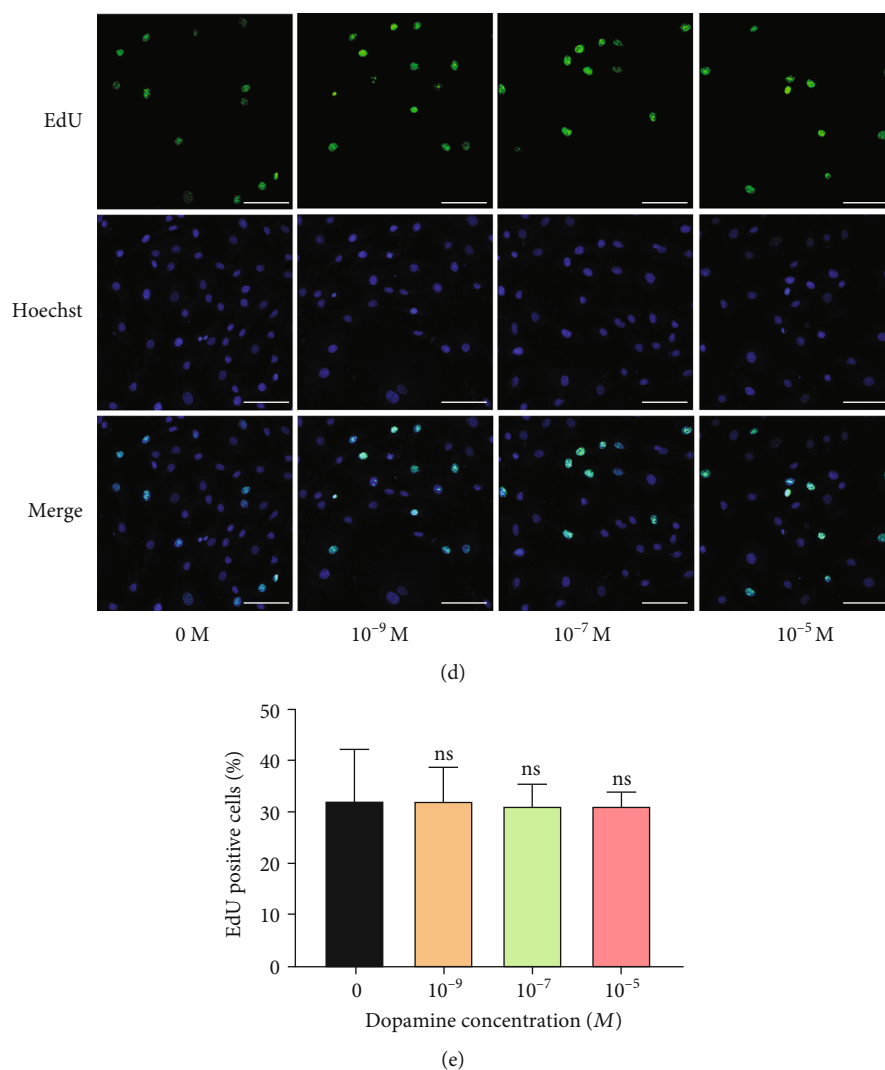 EdU
Hoechst
Merge
0 M
10⁻⁹ M
10⁻⁷ M
10⁻⁵ M
(d)
50
40
30
20
10
0
EdU positive cells (%)
ns
ns
ns
0
10⁻⁹
10⁻⁷
10⁻⁵
Dopamine concentration (M)
(e)